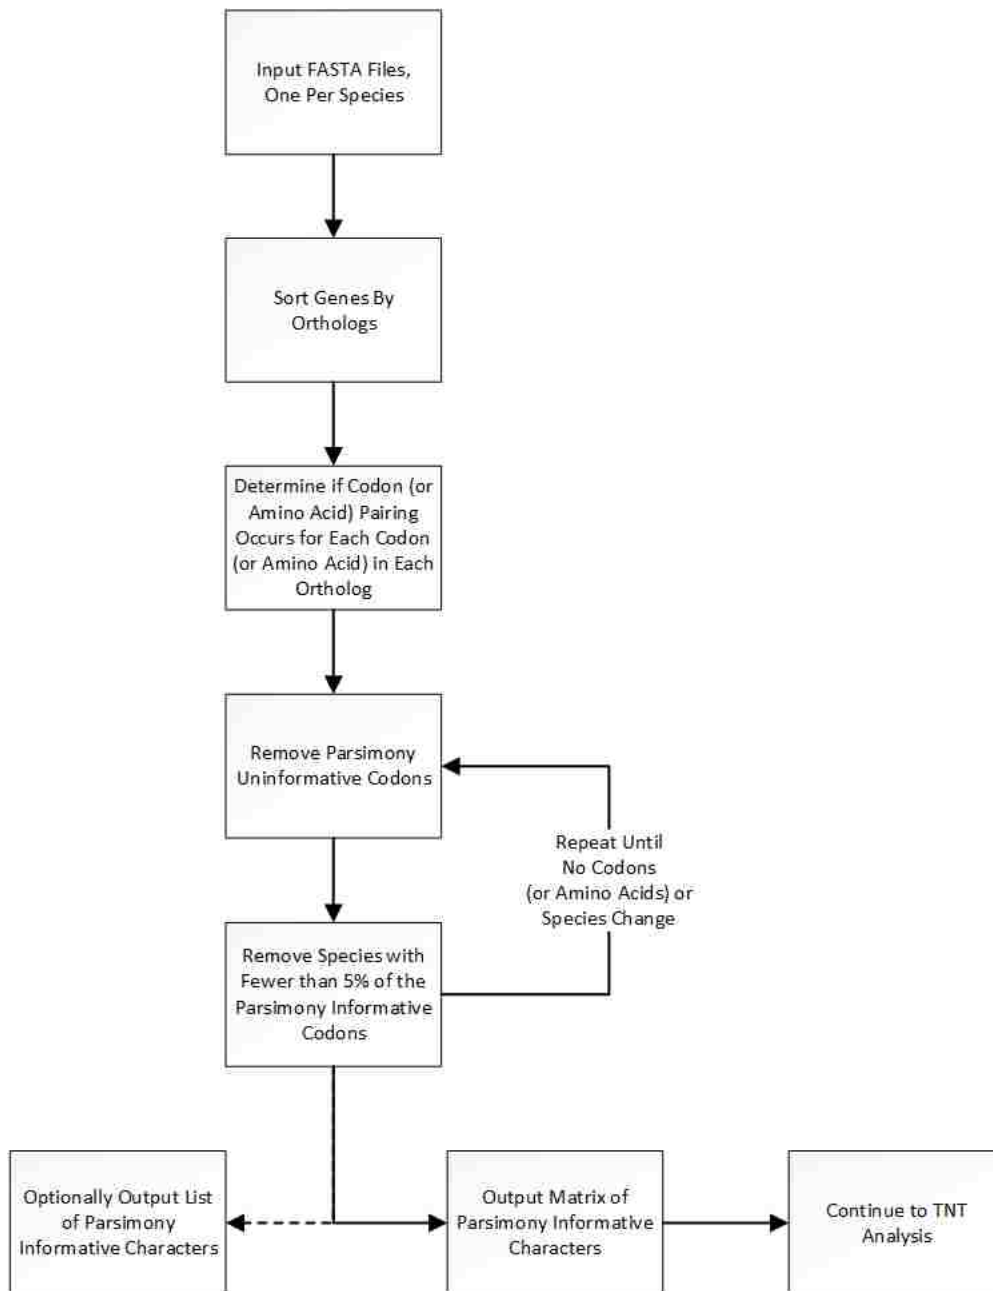 Input FASTA Files,
One Per Species
Sort Genes By
Orthologs
Determine if Codon (or
Amino Acid) Pairing
Occurs for Each Codon
(or Amino Acid) in Each
Ortholog
Remove Parsimony
Uninformative Codons
Repeat Until
No Codons
(or Amino Acids) or
Species Change
Remove Species with
Fewer than 5% of the
Parsimony Informative
Codons
Optionally Output List
of Parsimony
Informative Characters
Output Matrix of
Parsimony Informative
Characters
Continue to TNT
Analysis